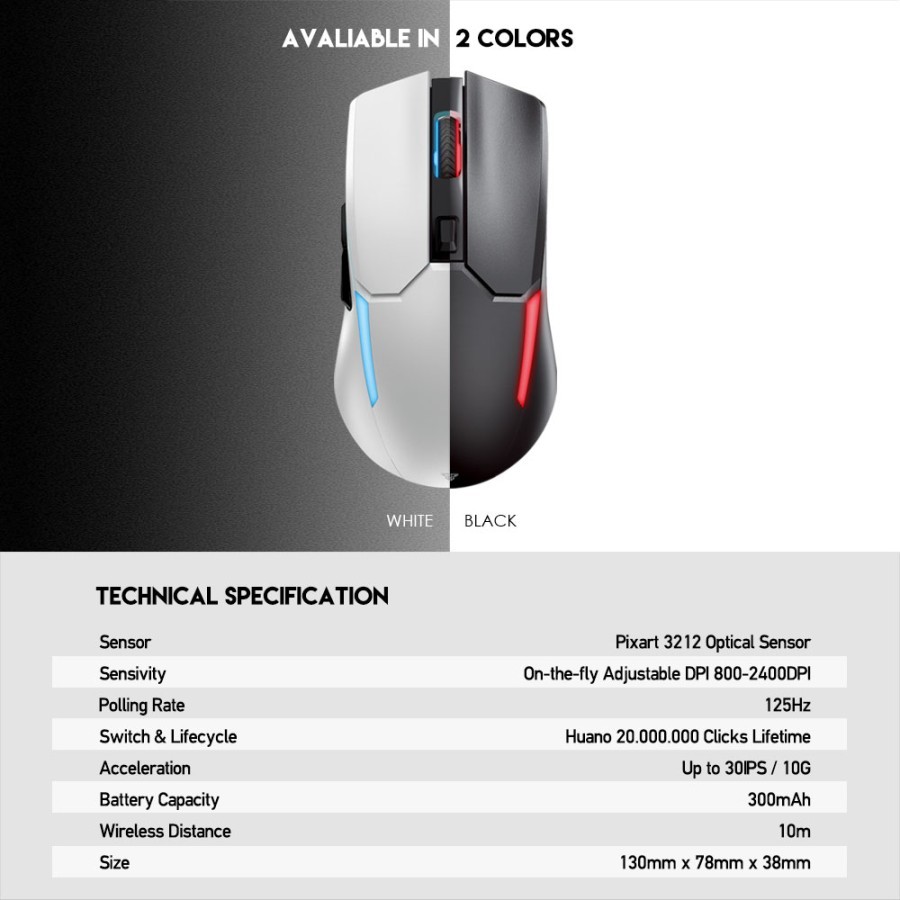 AVALIABLE IN 2 COLORS
WHITE BLACK
TECHNICAL SPECIFICATION
Sensor Pixart 3212 Optical Sensor
Sensivity On-the-fly Adjustable DPI 800-2400DPI
Polling Rate 125Hz
Switch & Lifecycle Huano 20.000.000 Clicks Lifetime
Acceleration Up to 30IPS / 10G
Battery Capacity 300mAh
Wireless Distance 10m
Size 130mm x 78mm x 38mm